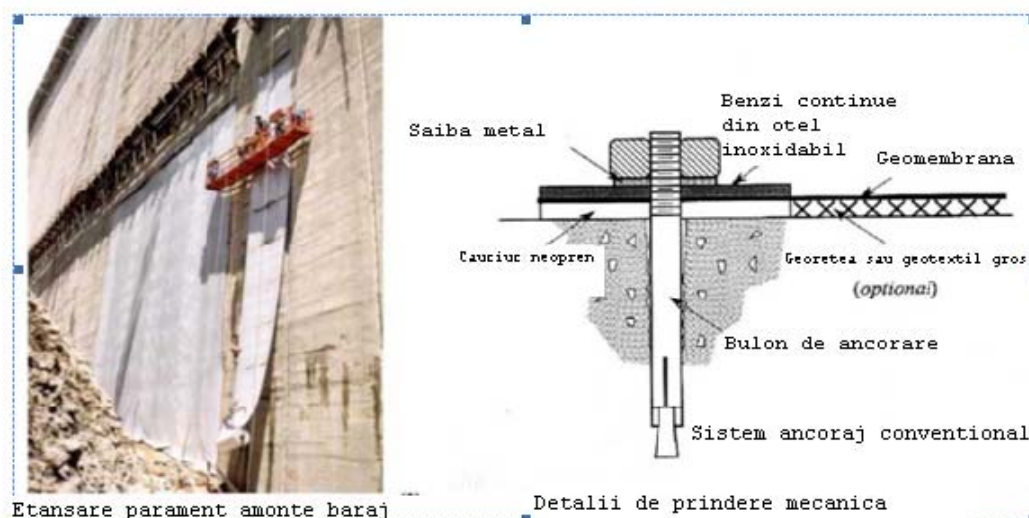 Saiba metal
Benzi continue
din otel
inoxidabil
Geomembrana
Cauciuc neopren
Georetea sau geotextil gros
(optional)
Bulon de ancorare
Sistem ancoraj conventional
Etansare parament amonte baraj
Detalii de prindere mecanica